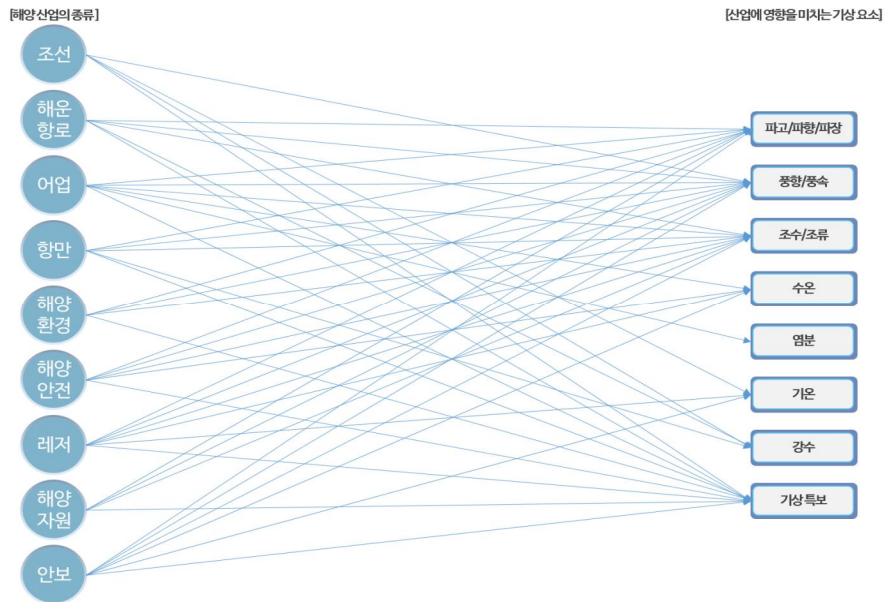 [해양 산업의 종류]
[산업에 영향을 미치는 기상 요소]
조선
해운
항로
어업
항만
해양
환경
해양
안전
레저
해양
자원
안보
파고/파향/파장
풍향/풍속
조수/조류
수온
염분
기온
강수
기상 특보